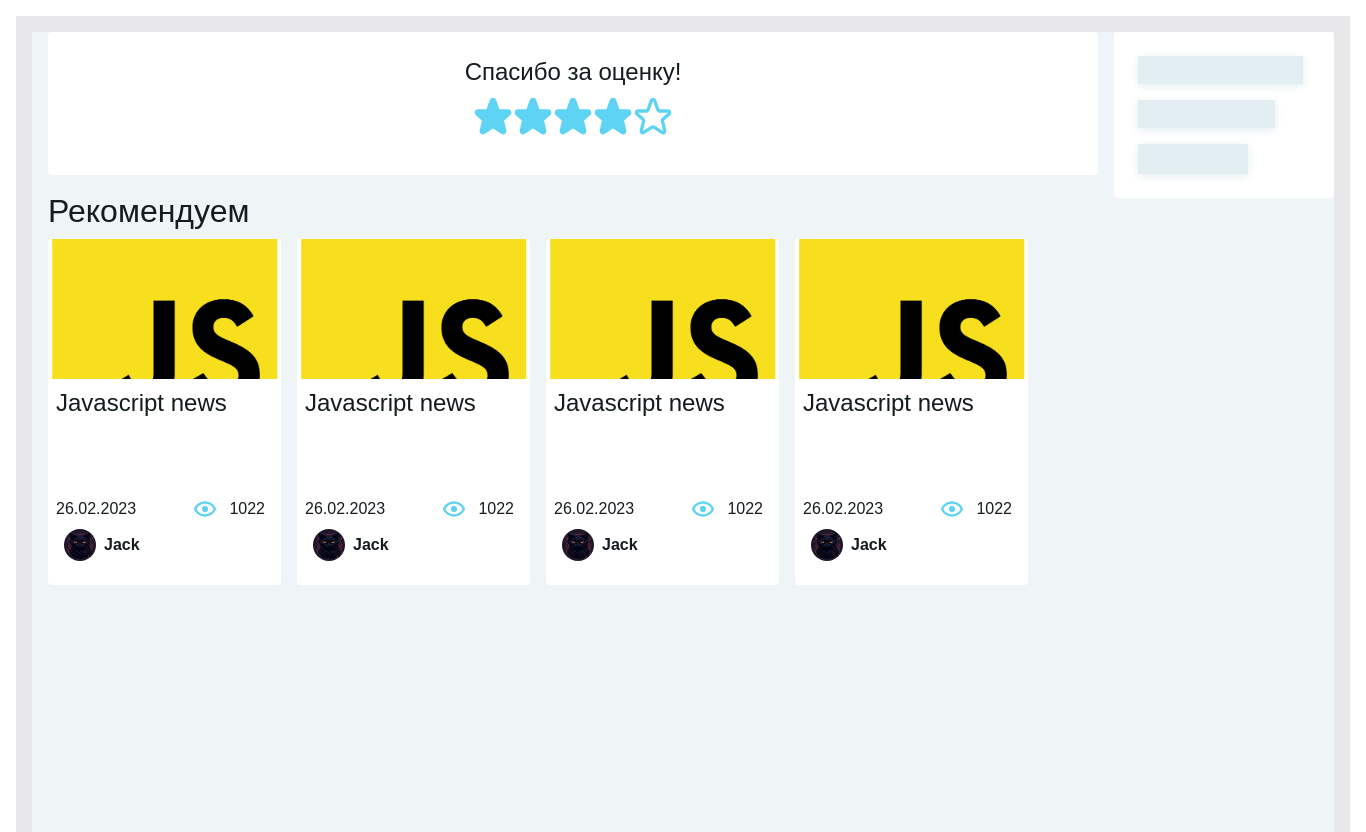 Спасибо за оценку!
Рекомендуем
JS JS JS JS
Javascript news Javascript news Javascript news Javascript news
26.02.2023 1022 26.02.2023 1022 26.02.2023 1022 26.02.2023 1022
Jack Jack Jack Jack